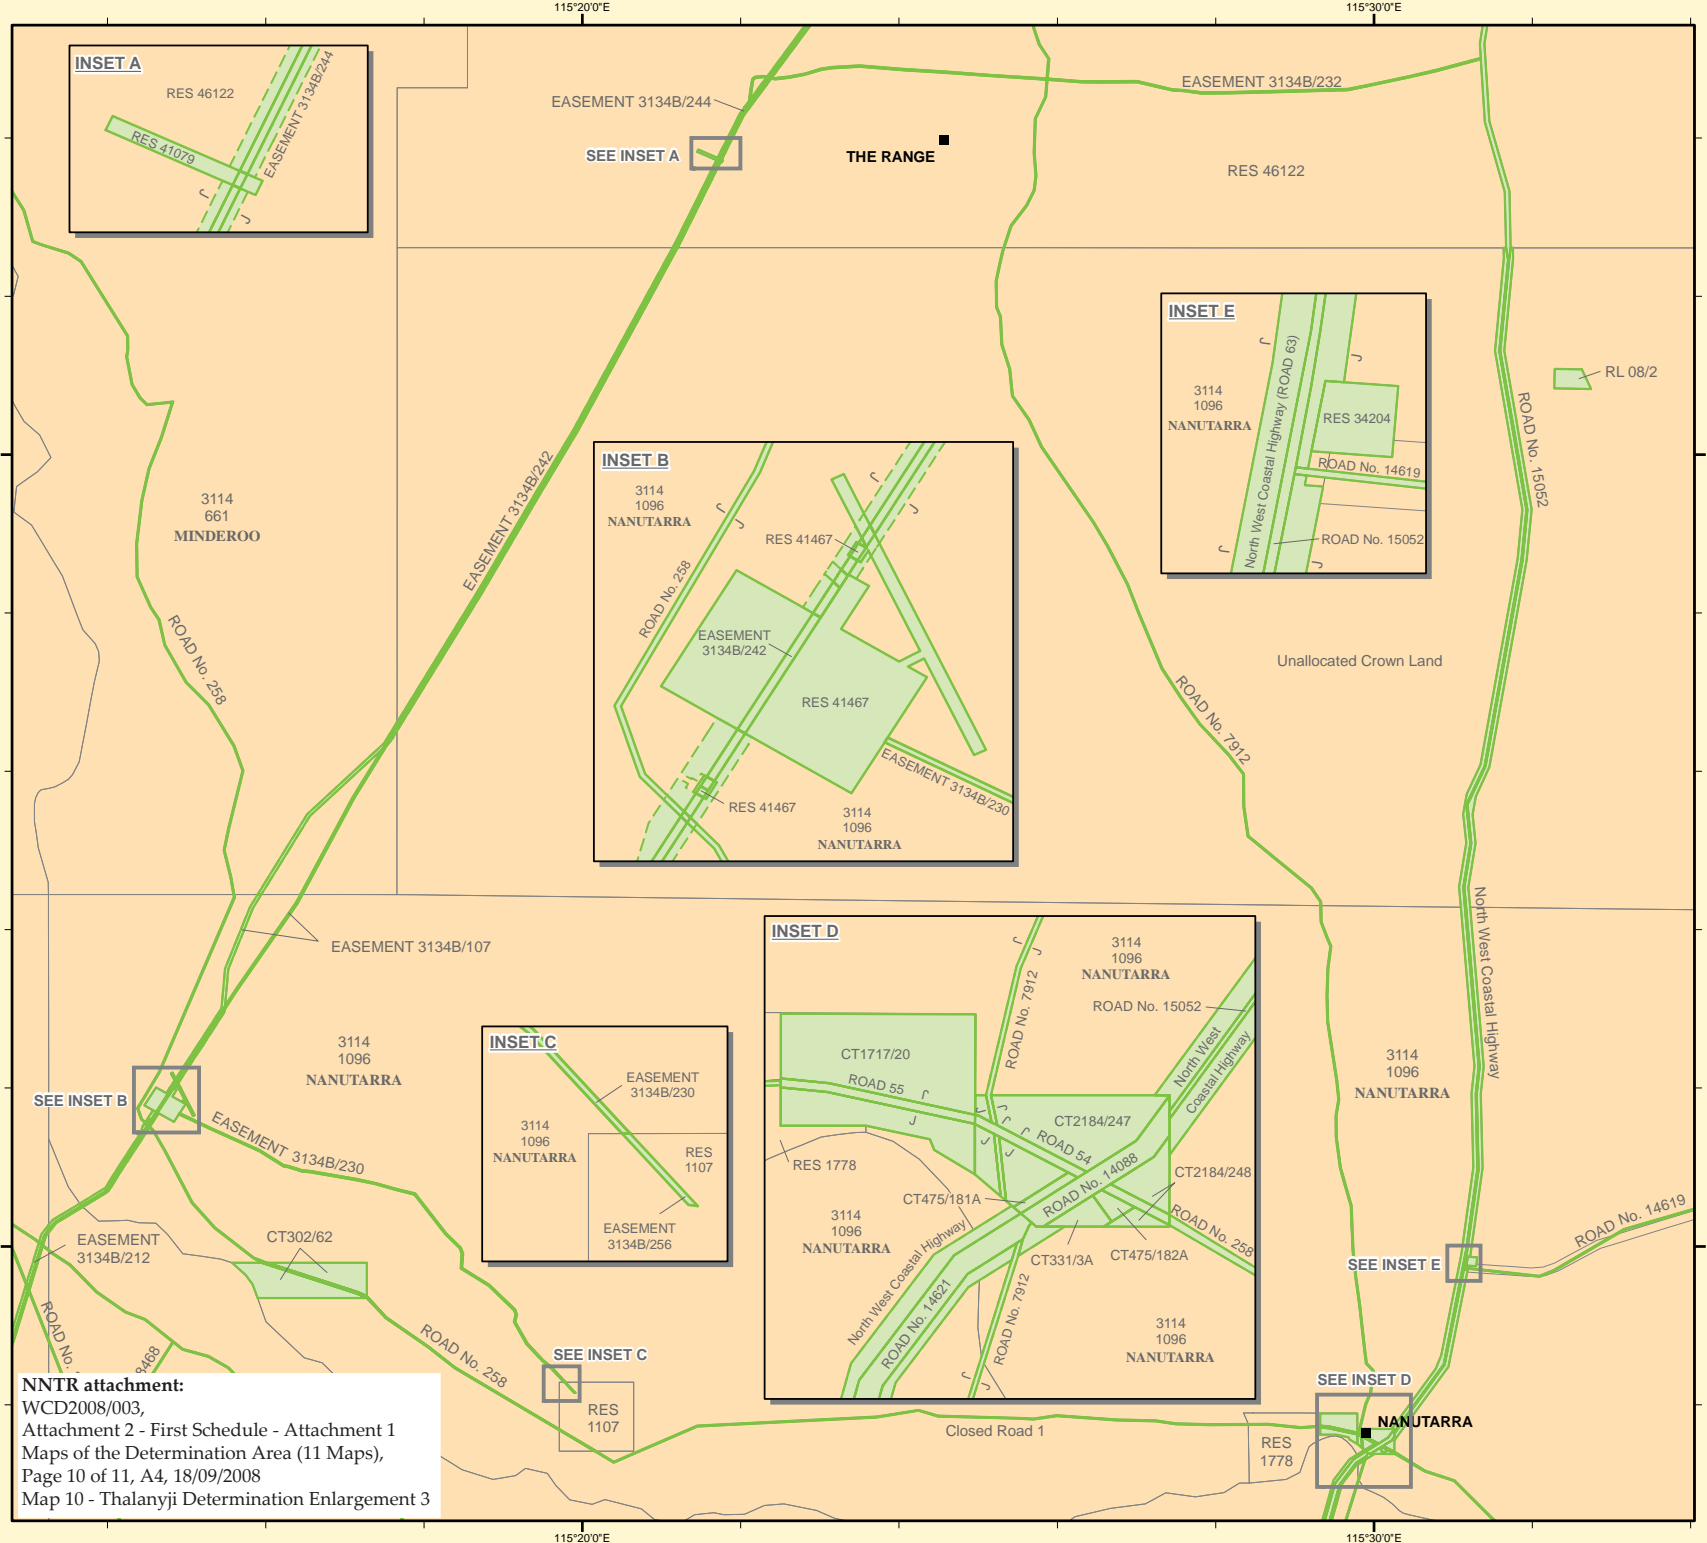 115°20'0"E
115°30'0"E
INSET A
RES 46122
RES 41079
EASEMENT 3134B/244
EASEMENT 3134B/244
EASEMENT 3134B/232
SEE INSET A
THE RANGE
RES 46122
INSET E
North West Coastal Highway (ROAD 63)
3114
1096
NANUTARRA
RES 34204
ROAD No. 14619
ROAD No. 15052
RL 08/2
ROAD No. 15052
3114
661
MINDEROO
EASEMENT 3134B/242
INSET B
3114
1096
NANUTARRA
RES 41467
ROAD No. 258
EASEMENT
3134B/242
RES 41467
EASEMENT 3134B/230
RES 41467
3114
1096
NANUTARRA
ROAD No. 258
Unallocated Crown Land
ROAD No. 7912
North West Coastal Highway
EASEMENT 3134B/107
3114
1096
NANUTARRA
INSET C
EASEMENT
3134B/230
3114
1096
NANUTARRA
RES
1107
EASEMENT
3134B/256
INSET D
3114
1096
NANUTARRA
ROAD No. 7912
ROAD No. 15052
CT1717/20
ROAD 55
North West
Coastal Highway
CT2184/247
ROAD 54
RES 1778
ROAD No. 14088
CT2184/248
CT475/181A
3114
1096
NANUTARRA
ROAD No. 258
CT331/3A
CT475/182A
North West Coastal Highway
ROAD No. 14621
ROAD No. 7912
3114
1096
NANUTARRA
3114
1096
NANUTARRA
SEE INSET B
EASEMENT 3134B/230
EASEMENT
3134B/212
CT302/62
ROAD No. 14619
SEE INSET E
ROAD No.
8468
ROAD No. 258
SEE INSET C
RES
1107
SEE INSET D
NANUTARRA
Closed Road 1
RES
1778
NNTR attachment:
WCD2008/003,
Attachment 2 - First Schedule - Attachment 1
Maps of the Determination Area (11 Maps),
Page 10 of 11, A4, 18/09/2008
Map 10 - Thalanyji Determination Enlargement 3
115°20'0"E
115°30'0"E